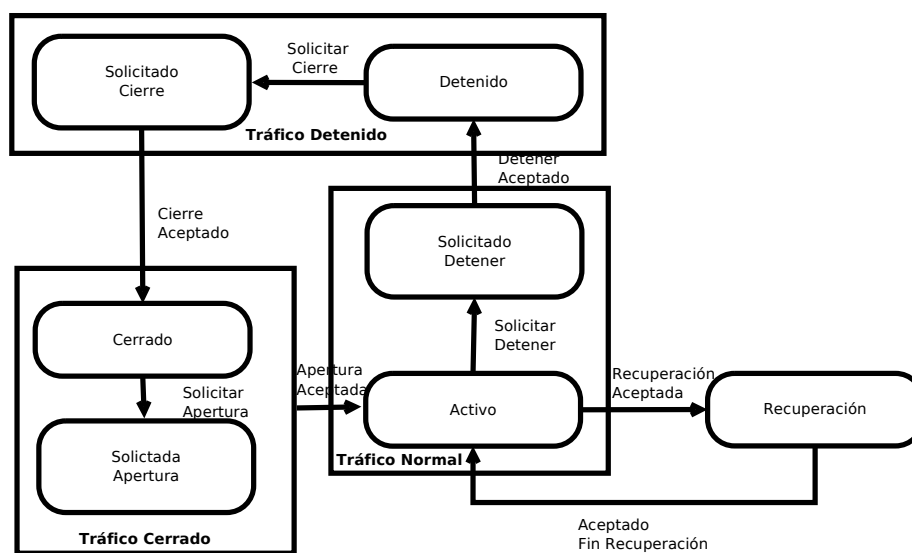 Solicitado
Cierre
Solicitar
Cierre
Detenido
Tráfico Detenido
Detener
Aceptado
Cierre
Aceptado
Solicitado
Detener
Solicitar
Detener
Cerrado
Solicitar
Apertura
Solictada
Apertura
Tráfico Cerrado
Apertura
Aceptada
Activo
Tráfico Normal
Recuperación
Aceptada
Recuperación
Aceptado
Fin Recuperación